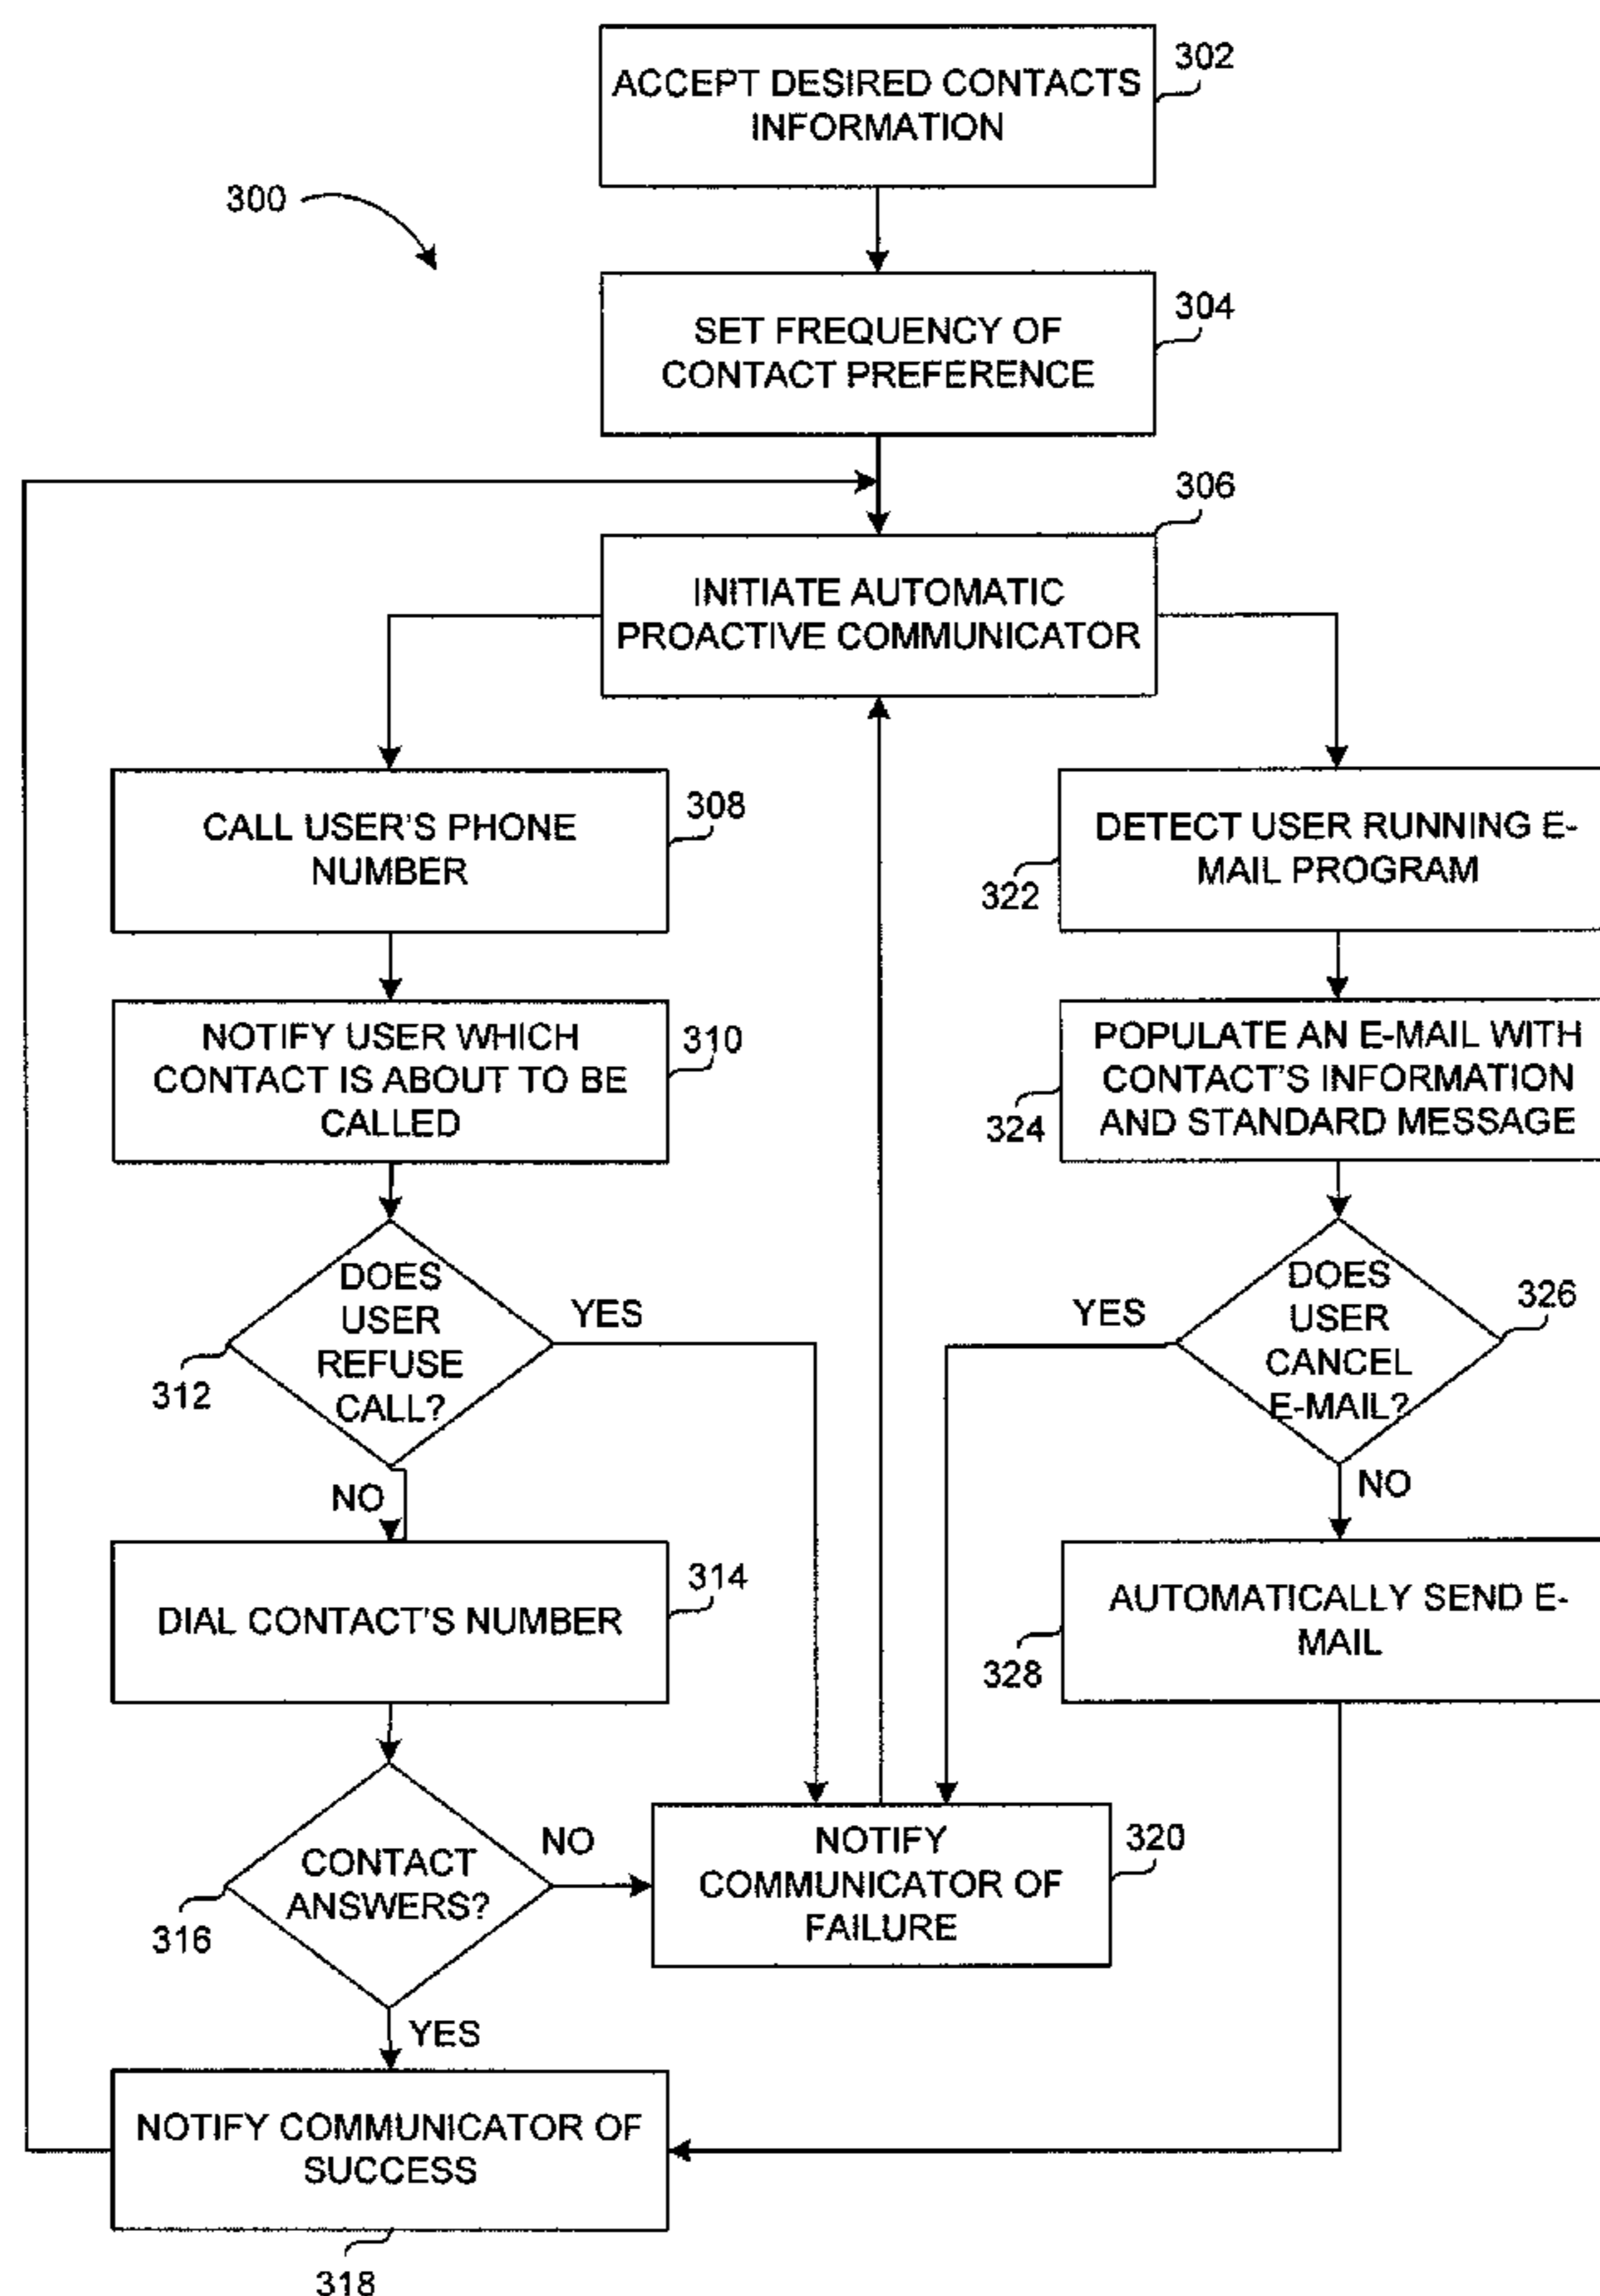 ACCEPT DESIRED CONTACTS
INFORMATION
302
300
SET FREQUENCY OF
CONTACT PREFERENCE
304
306
INITIATE AUTOMATIC
PROACTIVE COMMUNICATOR
CALL USER'S PHONE
NUMBER
308
DETECT USER RUNNING E-
MAIL PROGRAM
322
NOTIFY USER WHICH
CONTACT IS ABOUT TO BE
CALLED
310
POPULATE AN E-MAIL WITH
CONTACT'S INFORMATION
AND STANDARD MESSAGE
324
DOES
USER
REFUSE
CALL?
312
YES
NO
DOES
USER
CANCEL
E-MAIL?
326
YES
NO
DIAL CONTACT'S NUMBER
314
AUTOMATICALLY SEND E-
MAIL
328
CONTACT
ANSWERS?
316
NO
YES
NOTIFY
COMMUNICATOR OF
FAILURE
320
NOTIFY COMMUNICATOR OF
SUCCESS
318